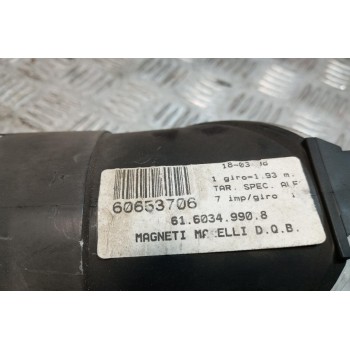 18-03
1 giro=1.93 m.
TAR. SPEC. ALF
60653706
7 imp/giro
61.6034.990.8
MAGNETI MARELLI D.Q.B.